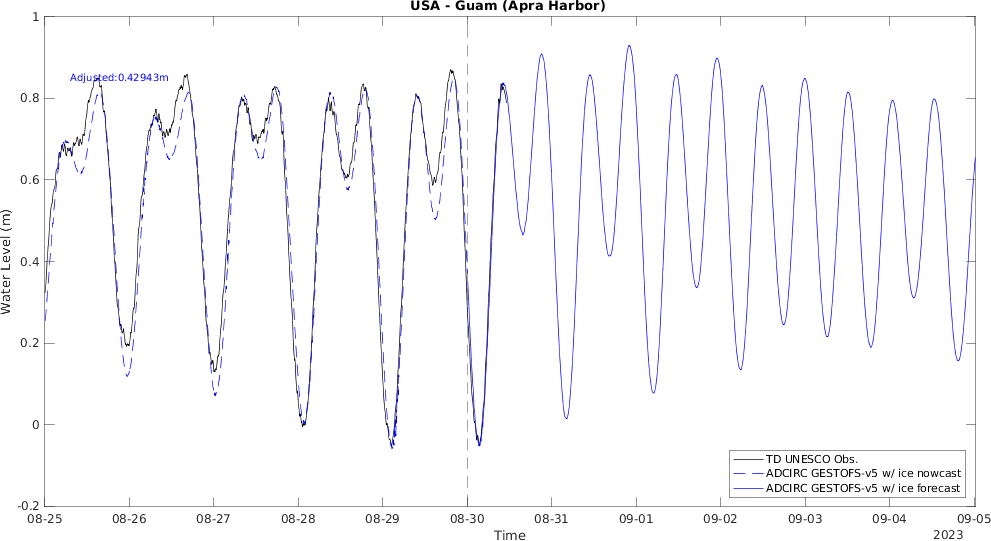 USA - Guam (Apra Harbor)
1
Adjusted:0.42943m
0.8
0.6
0.4
0.2
0
-0.2
Water Level (m)
TD UNESCO Obs.
ADCIRC GESTOFS-v5 w/ ice nowcast
ADCIRC GESTOFS-v5 w/ ice forecast
08-25 08-26 08-27 08-28 08-29 08-30 08-31 09-01 09-02 09-03 09-04 09-05
Time
2023